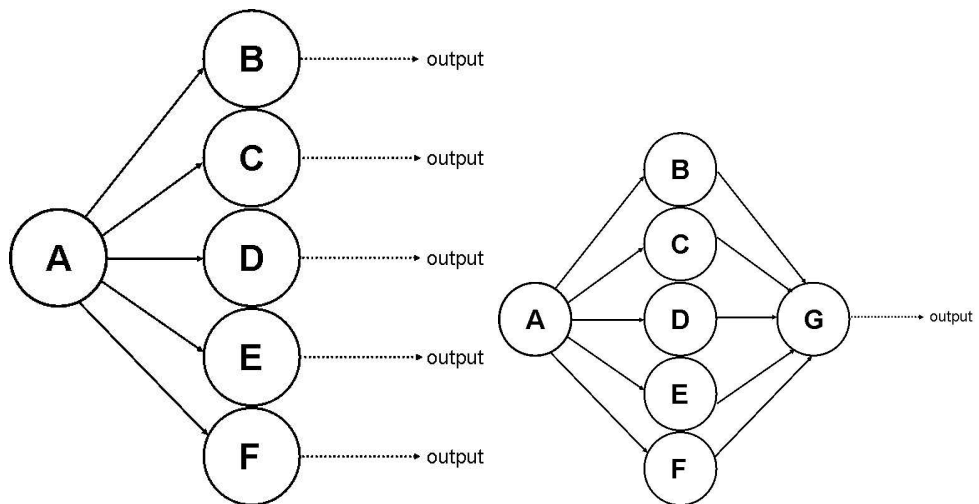 B output
C output
A D output
E output
F output
B
C
A D G output
E
F